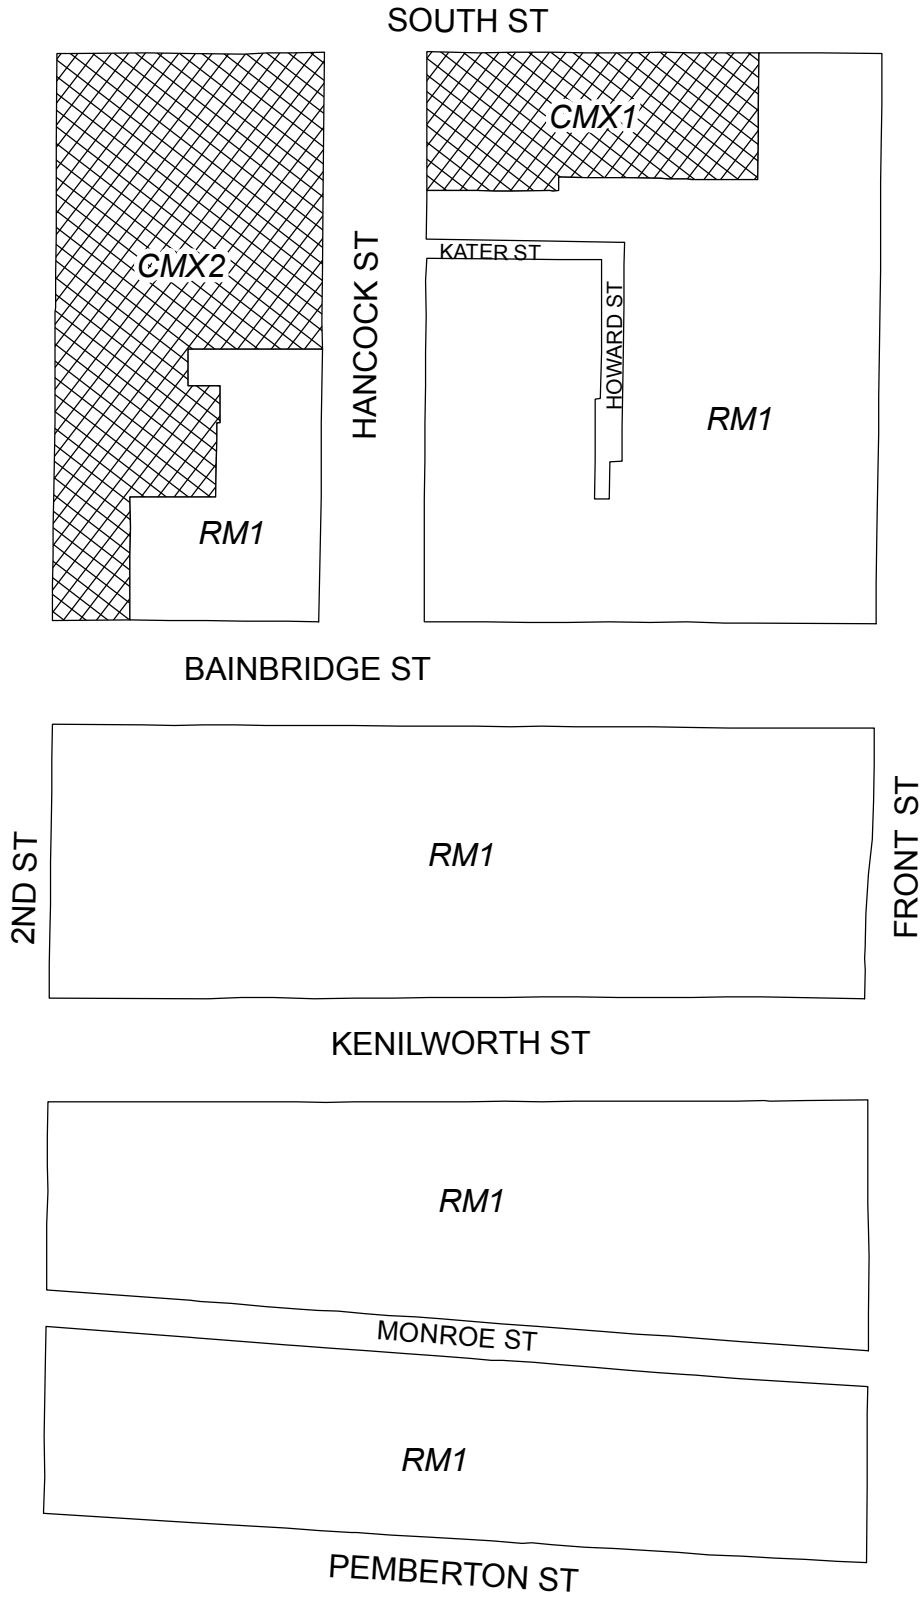 SOUTH ST
CMX1
CMX2
KATER ST
HANCOCK ST
HOWARD ST
RM1
RM1
BAINBRIDGE ST
2ND ST
RM1
FRONT ST
KENILWORTH ST
RM1
MONROE ST
RM1
PEMBERTON ST